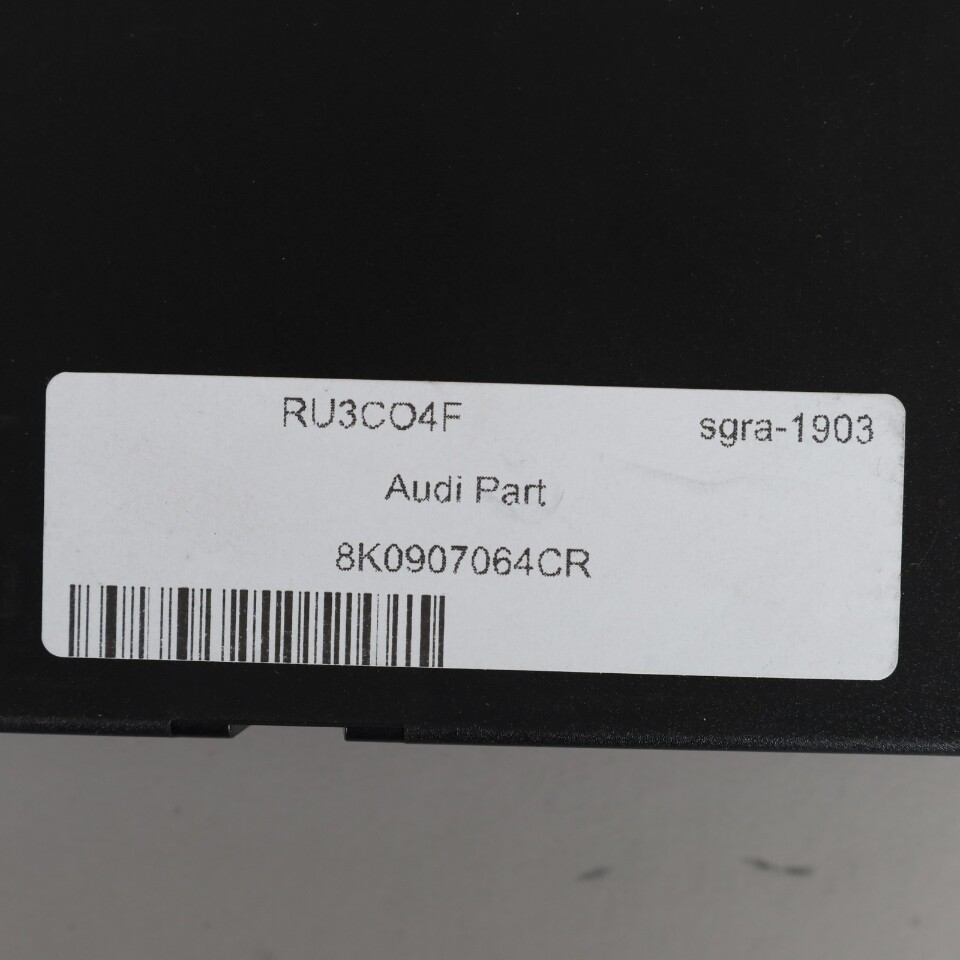 RU3CO4F sgra-1903
Audi Part
8K0907064CR